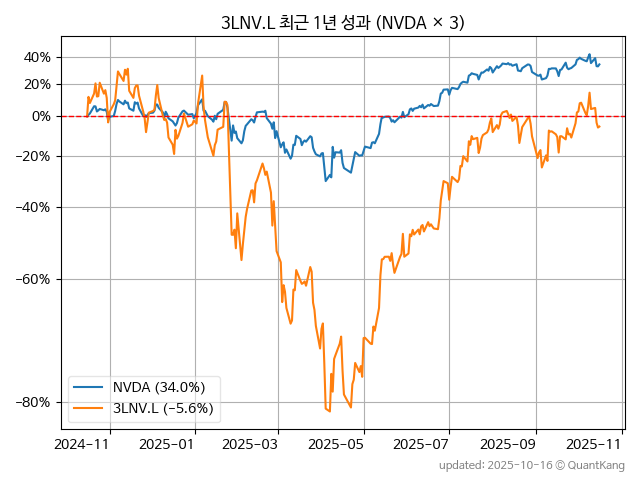 3LNV.L 최근 1년 성과 (NVDA × 3)
40%
20%
0%
−20%
−40%
−60%
−80%
NVDA (34.0%)
3LNV.L (−5.6%)
2024-11 2025-01 2025-03 2025-05 2025-07 2025-09 2025-11
updated: 2025-10-16 © QuantKang